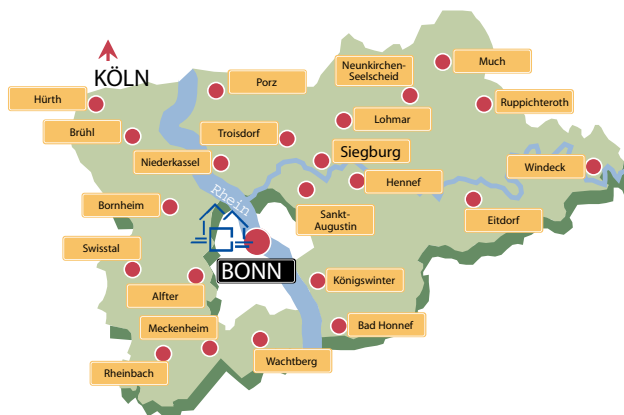 KÖLN
Neunkirchen-
Seelscheid
Much
Hürth
Porz
Ruppichteroth
Brühl
Troisdorf
Lohmar
Niederkassel
Siegburg
Windeck
Hennef
Rhein
Bornheim
Sankt-
Augustin
Eitdorf
Swisstal
BONN
Alfter
Königswinter
Meckenheim
Bad Honnef
Rheinbach
Wachtberg